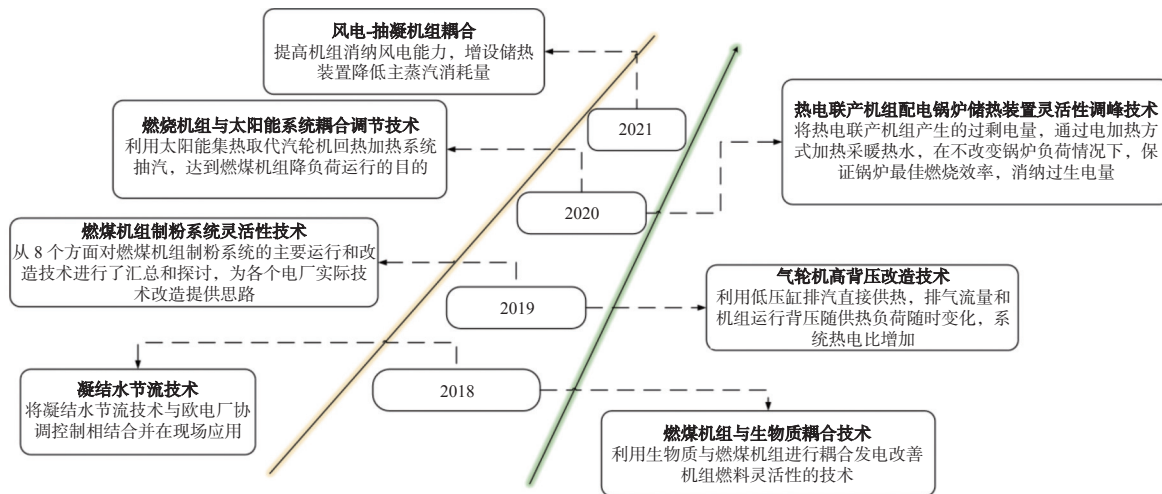 风电-抽凝机组耦合
提高机组消纳风电能力，增设储热
装置降低主蒸汽消耗量
2021
热电联产机组配电锅炉储热装置灵活性调峰技术
将热电联产机组产生的过剩电量，通过电加热方
式加热采暖热水，在不改变锅炉负荷情况下，保
证锅炉最佳燃烧效率，消纳过生电量
燃烧机组与太阳能系统耦合调节技术
利用太阳能集热取代汽轮机回热加热系统
抽汽，达到燃煤机组降负荷运行的目的
2020
燃煤机组制粉系统灵活性技术
从 8 个方面对燃煤机组制粉系统的主要运行和改
造技术进行了汇总和探讨，为各个电厂实际技
术改造提供思路
2019
气轮机高背压改造技术
利用低压缸排汽直接供热，排气流量和
机组运行背压随供热负荷随时变化，系
统热电比增加
凝结水节流技术
将凝结水节流技术与欧电厂协
调控制相结合并在现场应用
2018
燃煤机组与生物质耦合技术
利用生物质与燃煤机组进行耦合发电改善
机组燃料灵活性的技术